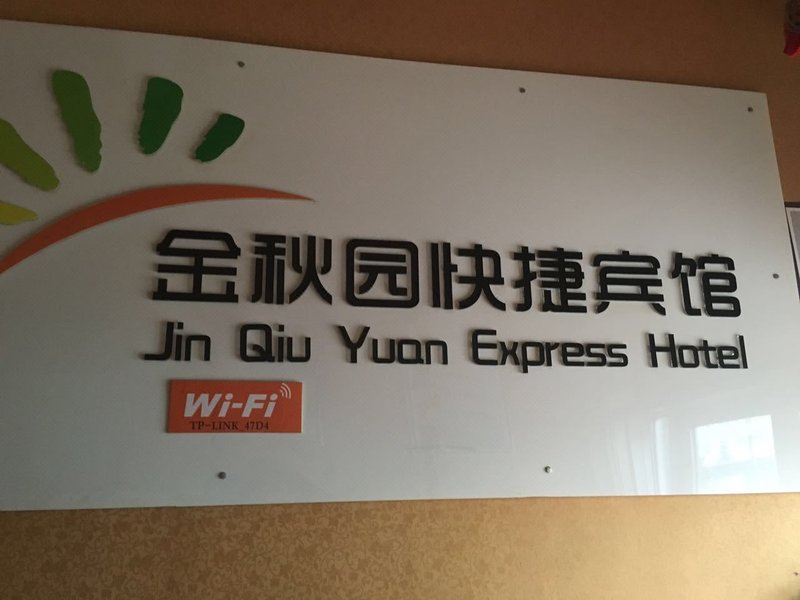 金秋园快捷宾馆
Jin Qiu Yuan Express Hotel
Wi-Fi
TP-LINK_47D4